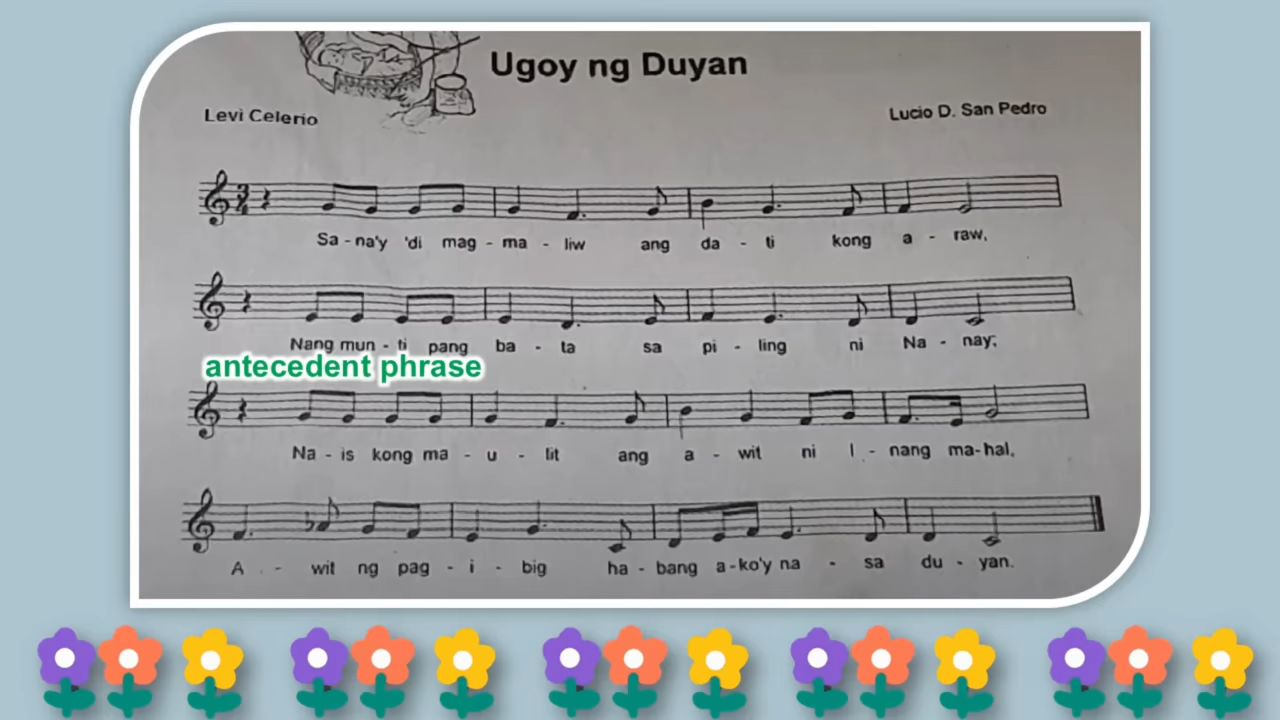 Ugoy ng Duyan
Levi Celerio
Lucio D. San Pedro
Sa - na'y 'di mag - ma - liw ang da - ti kong a - raw,
Nang mun - ti pang ba - ta sa pi - ling ni Na - nay;
antecedent phrase
Na - is kong ma - u - lit ang a - wit ni I - nang ma - hal,
A - wit ng pag - i - big ha - bang a - ko'y na - sa du - yan.